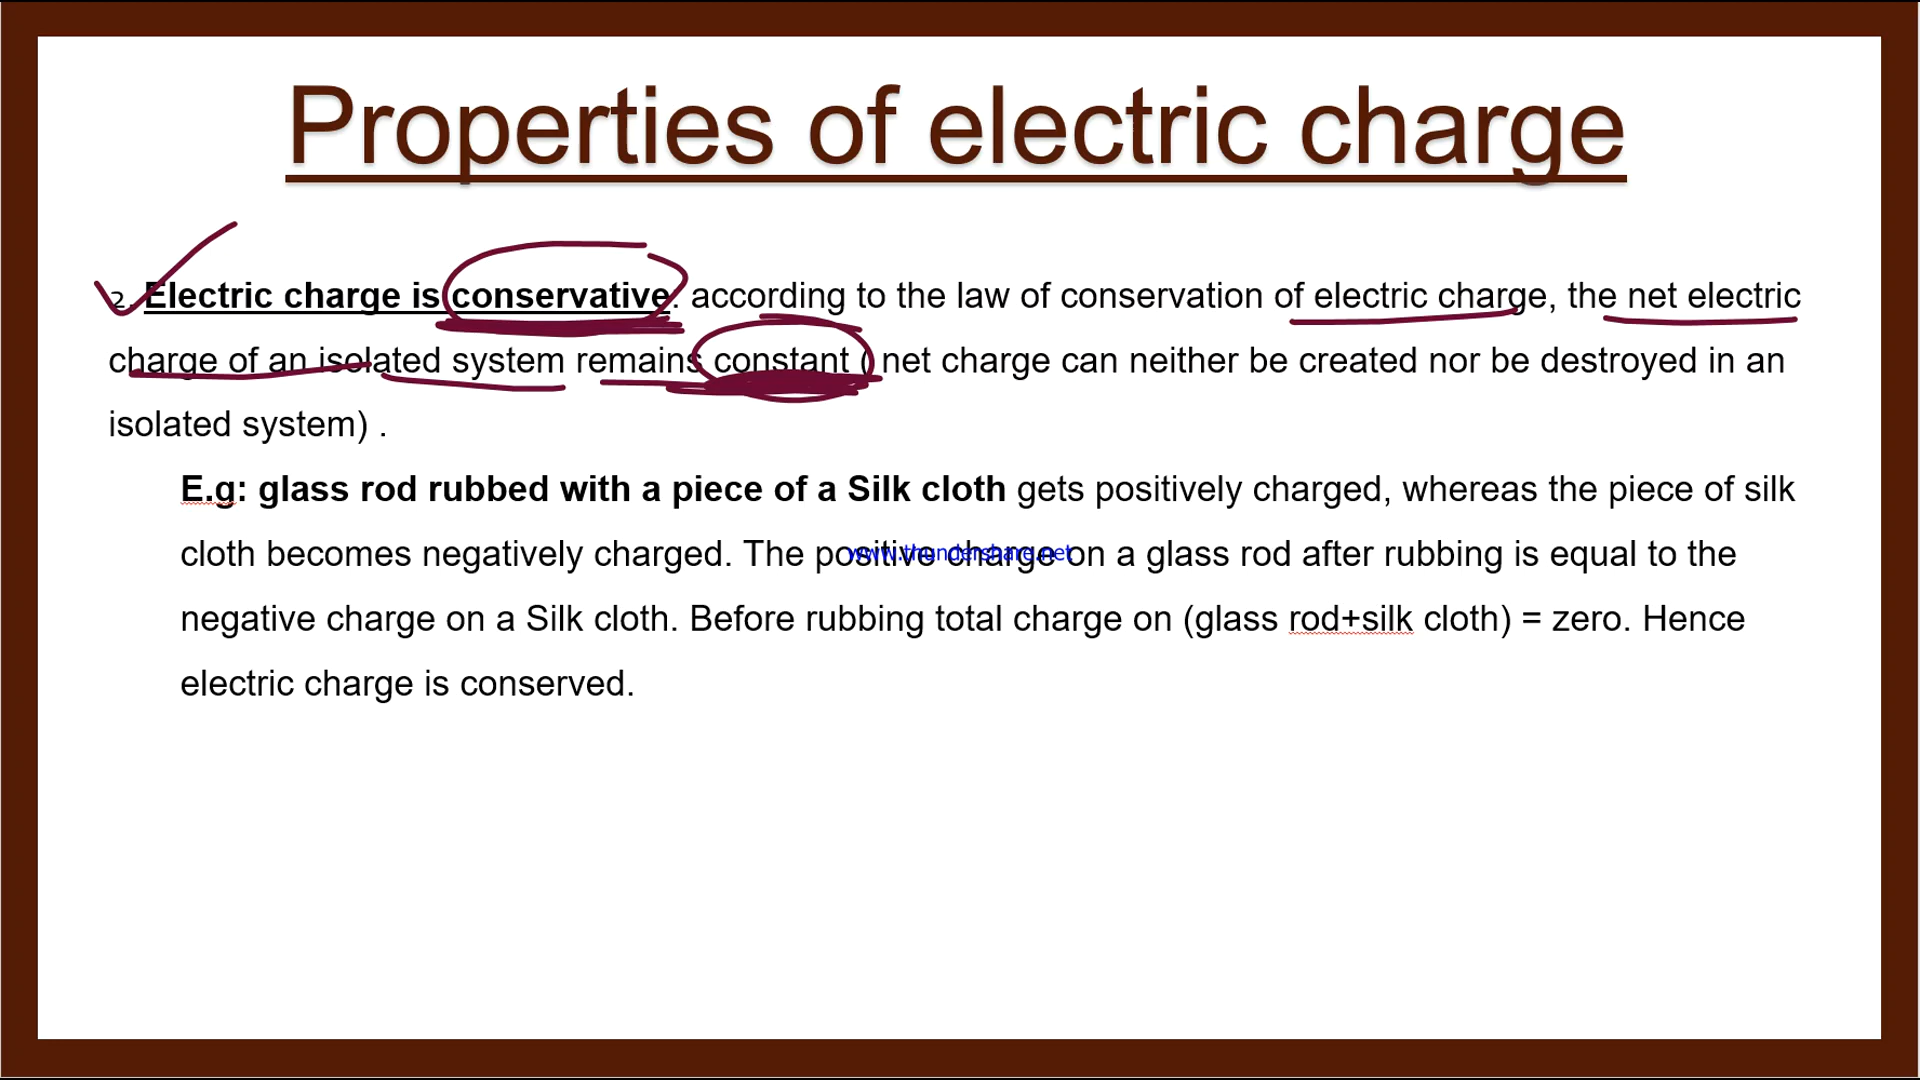 Properties of electric charge
2. Electric charge is conservative: according to the law of conservation of electric charge, the net electric
charge of an isolated system remains constant ( net charge can neither be created nor be destroyed in an
isolated system) .
E.g: glass rod rubbed with a piece of a Silk cloth gets positively charged, whereas the piece of silk
cloth becomes negatively charged. The positive charge on a glass rod after rubbing is equal to the
www.thundershare.net
negative charge on a Silk cloth. Before rubbing total charge on (glass rod+silk cloth) = zero. Hence
electric charge is conserved.